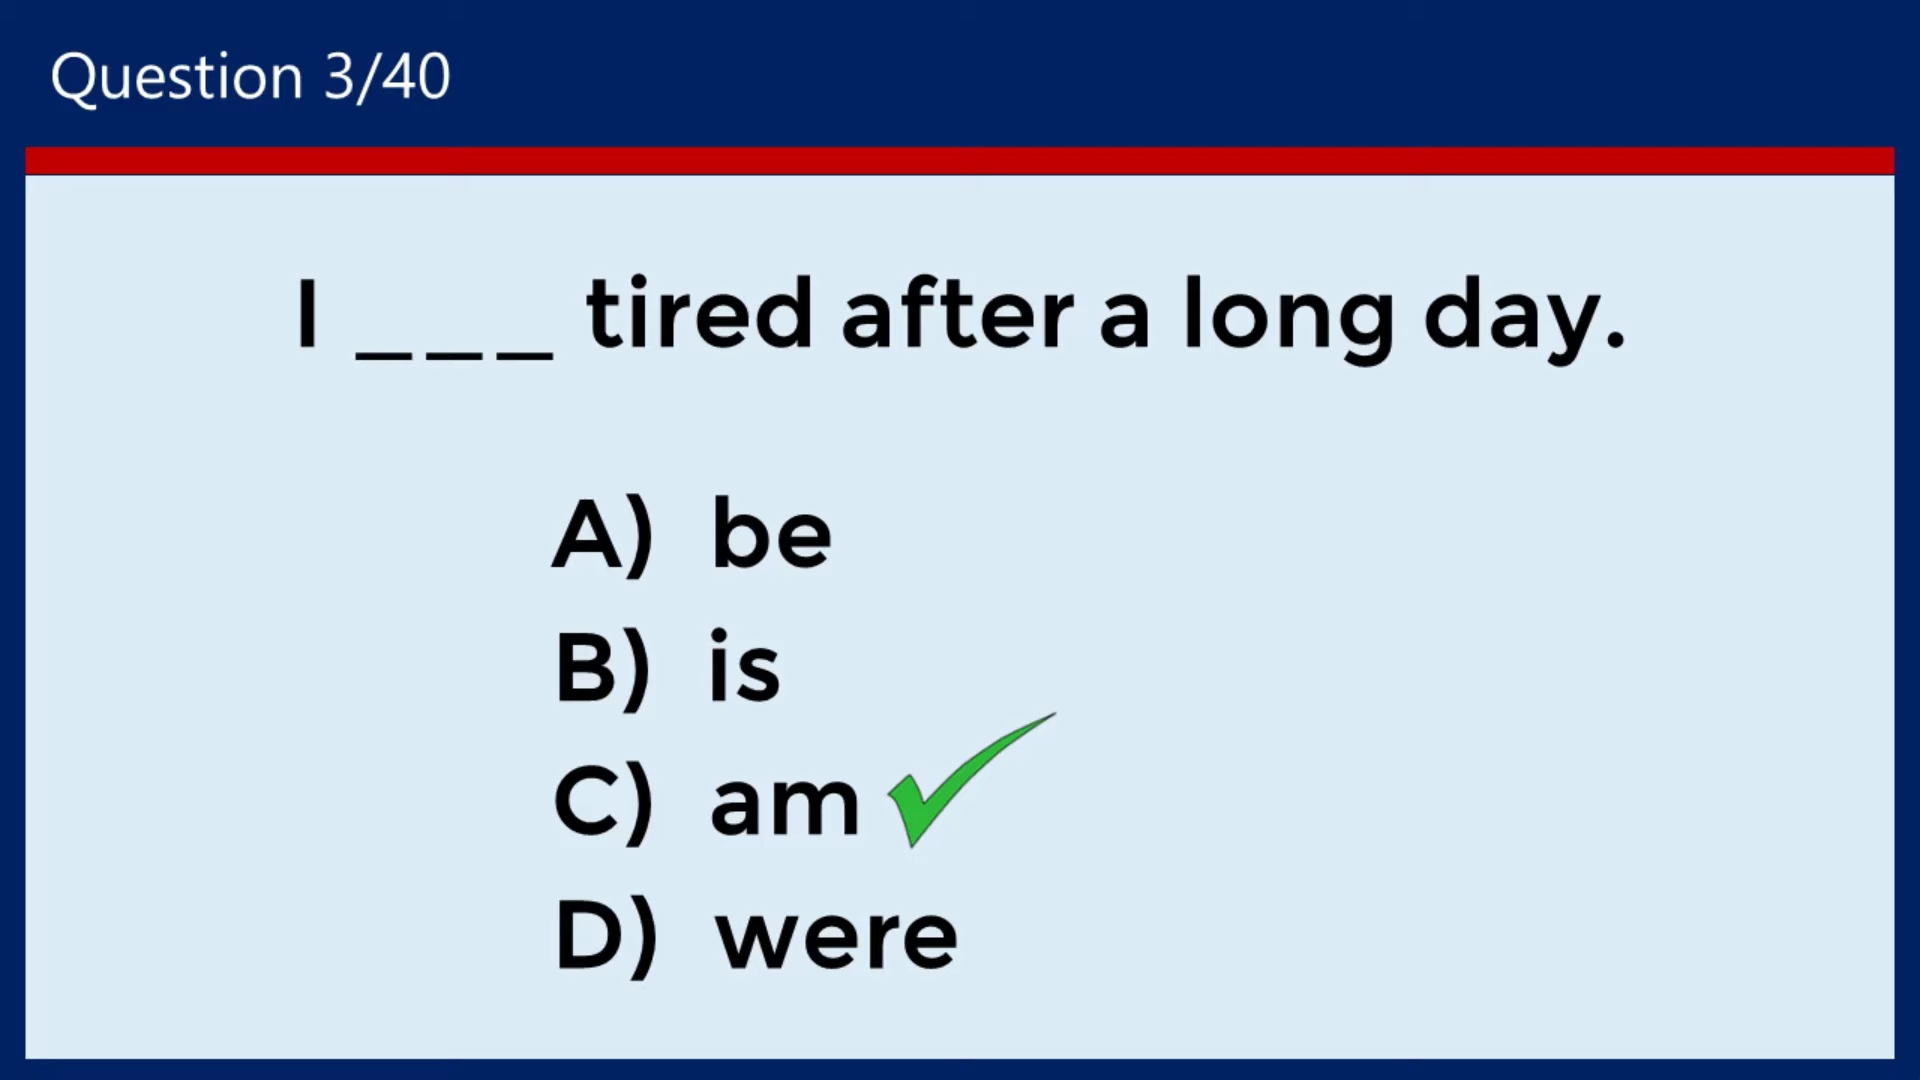 Question 3/40
I ___ tired after a long day.
A) be
B) is
C) am
D) were